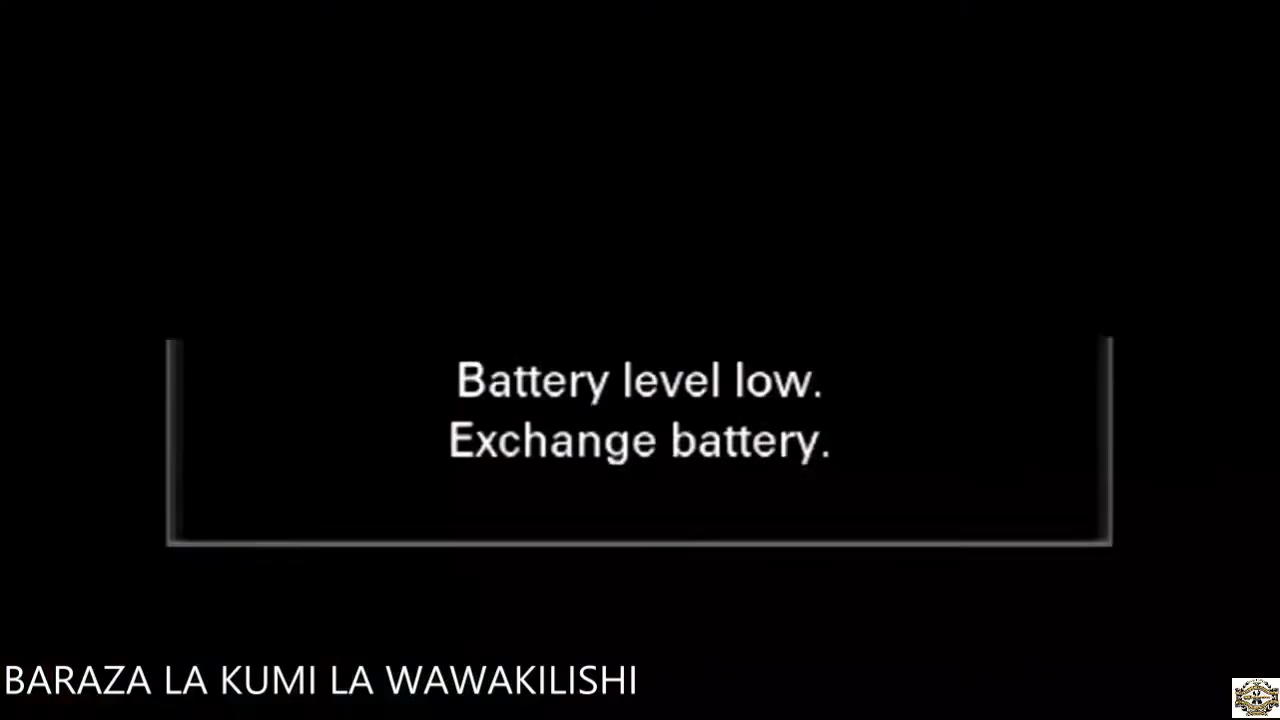 Battery level low.
Exchange battery.
BARAZA LA KUMI LA WAWAKILISHI